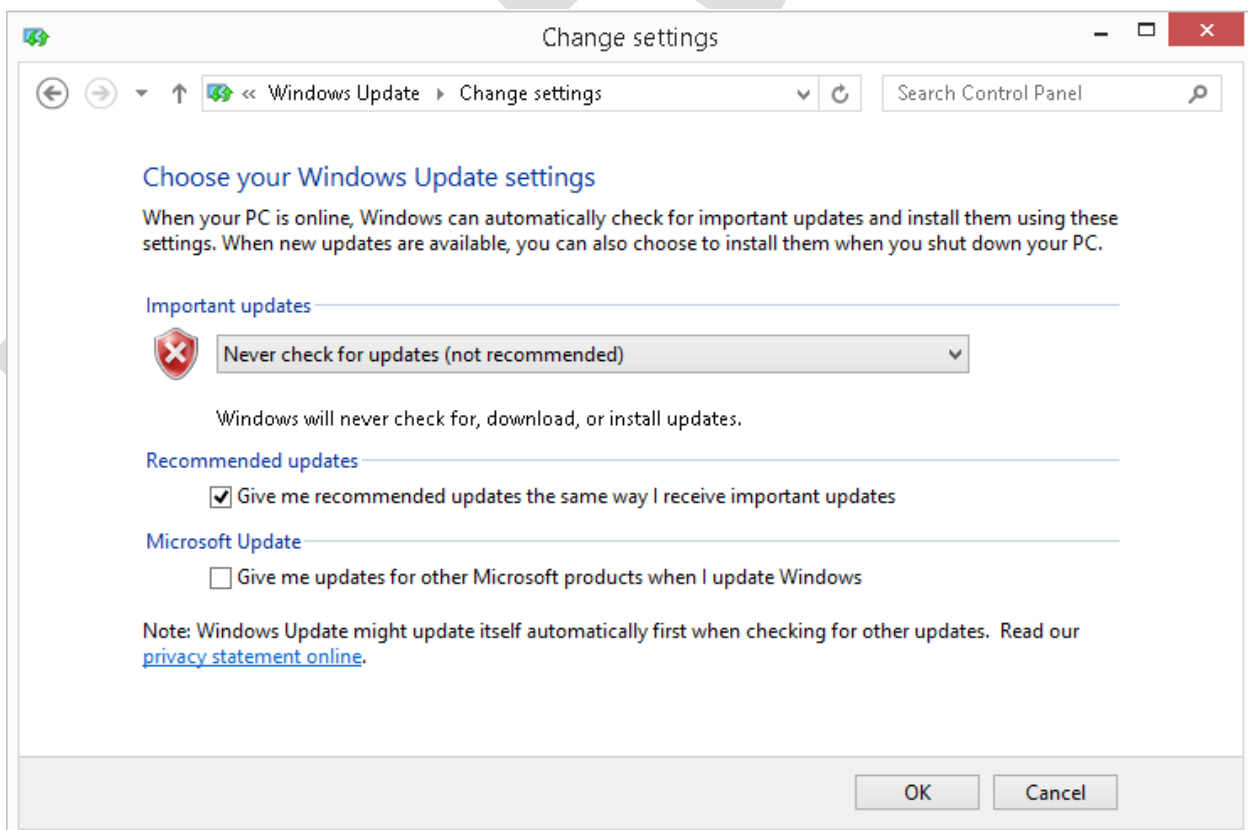 Change settings
« Windows Update Change settings
Search Control Panel
Choose your Windows Update settings
When your PC is online, Windows can automatically check for important updates and install them using these
settings. When new updates are available, you can also choose to install them when you shut down your PC.
Important updates
Never check for updates (not recommended)
Windows will never check for, download, or install updates.
Recommended updates
Give me recommended updates the same way I receive important updates
Microsoft Update
Give me updates for other Microsoft products when I update Windows
Note: Windows Update might update itself automatically first when checking for other updates. Read our
privacy statement online.
OK
Cancel